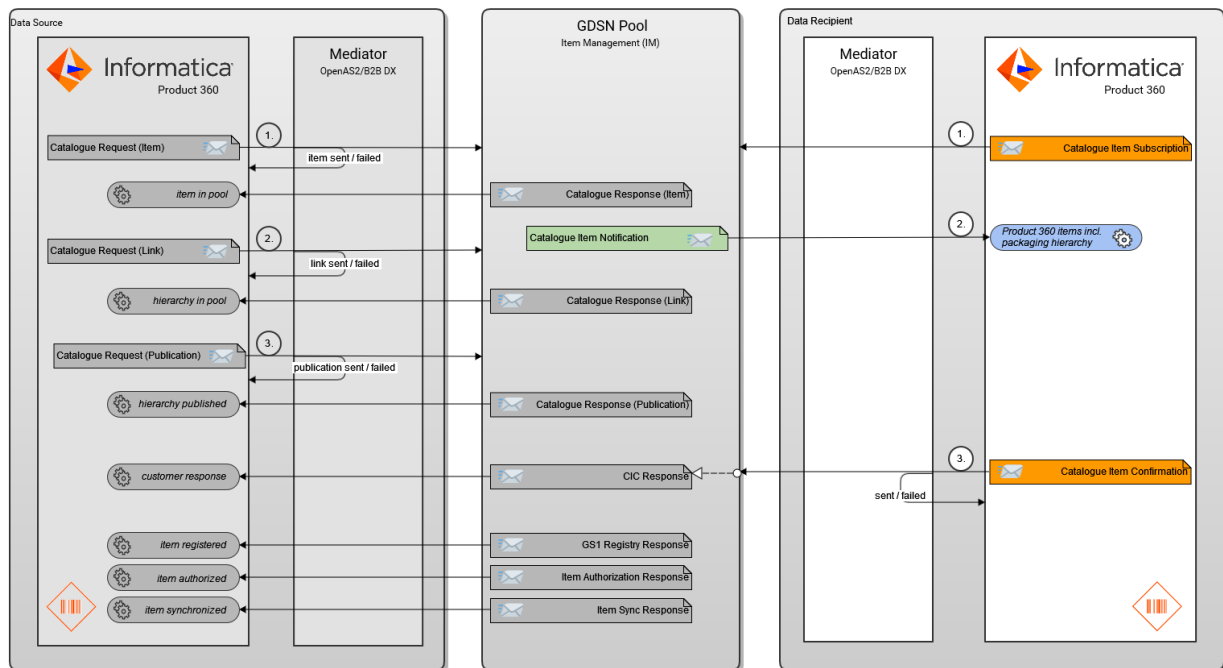 Data Source
Informatica
Product 360
Mediator
OpenAS2/B2B DX
GDSN Pool
Item Management (IM)
Data Recipient
Mediator
OpenAS2/B2B DX
Informatica
Product 360
Catalogue Request (Item)
1.
item sent / failed
1.
Catalogue Item Subscription
item in pool
Catalogue Response (Item)
Catalogue Item Notification
2.
Product 360 items incl.
packaging hierarchy
Catalogue Request (Link)
2.
link sent / failed
hierarchy in pool
Catalogue Response (Link)
Catalogue Request (Publication)
3.
publication sent / failed
hierarchy published
Catalogue Response (Publication)
customer response
CIC Response
3.
Catalogue Item Confirmation
sent / failed
item registered
GS1 Registry Response
item authorized
Item Authorization Response
item synchronized
Item Sync Response